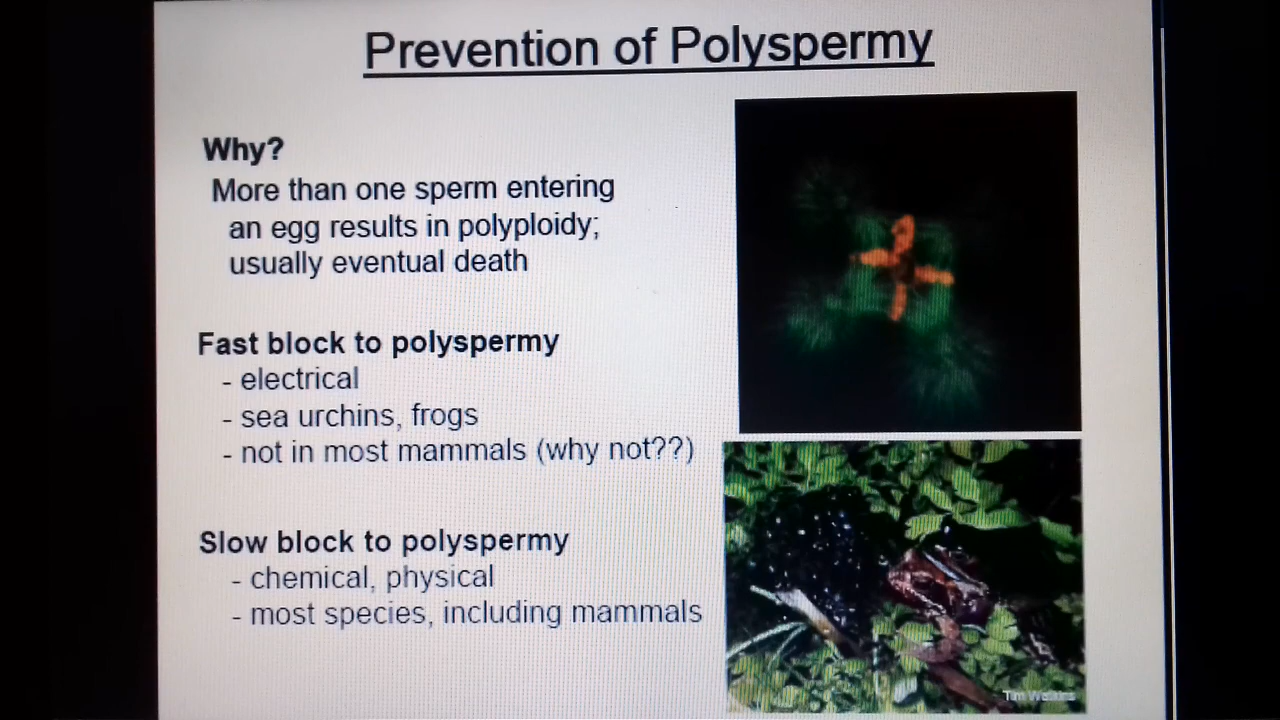 Prevention of Polyspermy
Why?
More than one sperm entering
an egg results in polyploidy;
usually eventual death
Fast block to polyspermy
- electrical
- sea urchins, frogs
- not in most mammals (why not??)
Slow block to polyspermy
- chemical, physical
- most species, including mammals
Tim Watkins